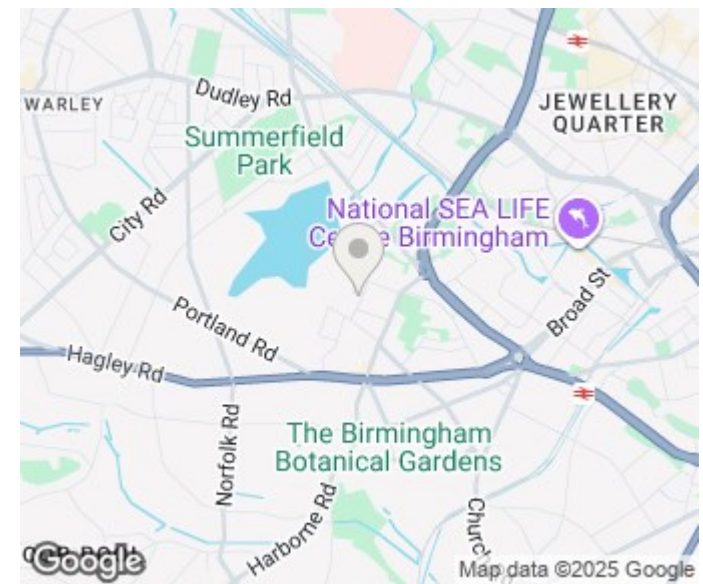 WARLEY
Dudley Rd
JEWELLERY
QUARTER
Summerfield
Park
City Rd
National SEA LIFE
Centre Birmingham
Broad St
Portland Rd
Hagley Rd
Norfolk Rd
The Birmingham
Botanical Gardens
Harborne Rd
Church
Google
Map data ©2025 Google